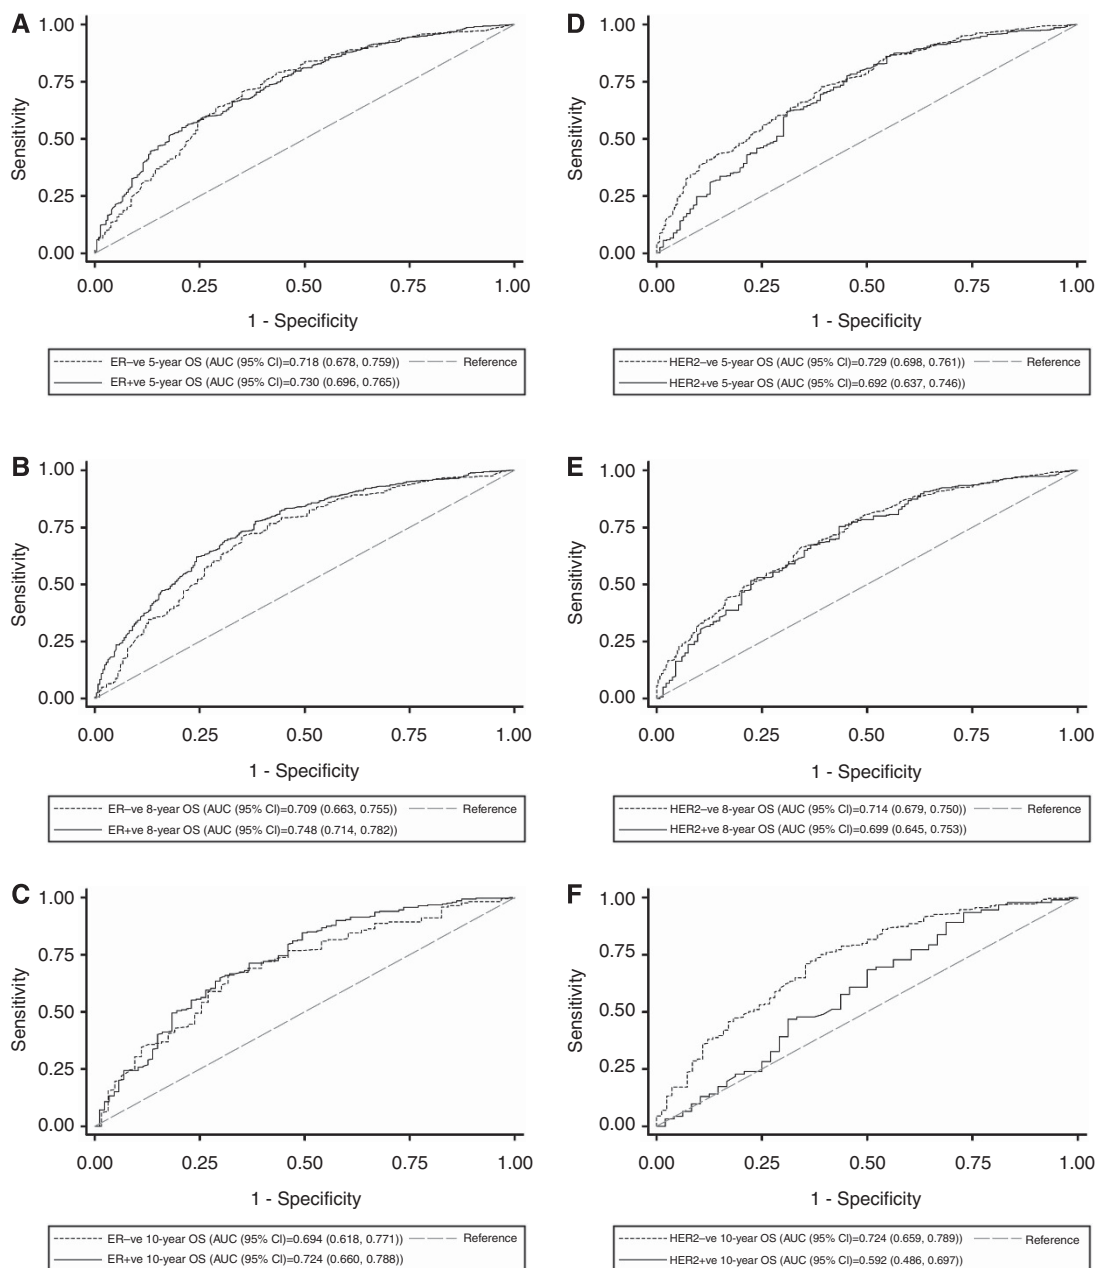 A
1.00
0.75
0.50
0.25
0.00
Sensitivity
0.00 0.25 0.50 0.75 1.00
1 - Specificity
ER–ve 5-year OS (AUC (95% CI)=0.718 (0.678, 0.759)) Reference
ER+ve 5-year OS (AUC (95% CI)=0.730 (0.696, 0.765))
D
1.00
0.75
0.50
0.25
0.00
Sensitivity
0.00 0.25 0.50 0.75 1.00
1 - Specificity
HER2–ve 5-year OS (AUC (95% CI)=0.729 (0.698, 0.761)) Reference
HER2+ve 5-year OS (AUC (95% CI)=0.692 (0.637, 0.746))
B
1.00
0.75
0.50
0.25
0.00
Sensitivity
0.00 0.25 0.50 0.75 1.00
1 - Specificity
ER–ve 8-year OS (AUC (95% CI)=0.709 (0.663, 0.755)) Reference
ER+ve 8-year OS (AUC (95% CI)=0.748 (0.714, 0.782))
E
1.00
0.75
0.50
0.25
0.00
Sensitivity
0.00 0.25 0.50 0.75 1.00
1 - Specificity
HER2–ve 8-year OS (AUC (95% CI)=0.714 (0.679, 0.750)) Reference
HER2+ve 8-year OS (AUC (95% CI)=0.699 (0.645, 0.753))
C
1.00
0.75
0.50
0.25
0.00
Sensitivity
0.00 0.25 0.50 0.75 1.00
1 - Specificity
ER–ve 10-year OS (AUC (95% CI)=0.694 (0.618, 0.771)) Reference
ER+ve 10-year OS (AUC (95% CI)=0.724 (0.660, 0.788))
F
1.00
0.75
0.50
0.25
0.00
Sensitivity
0.00 0.25 0.50 0.75 1.00
1 - Specificity
HER2–ve 10-year OS (AUC (95% CI)=0.724 (0.659, 0.789)) Reference
HER2+ve 10-year OS (AUC (95% CI)=0.592 (0.486, 0.697))